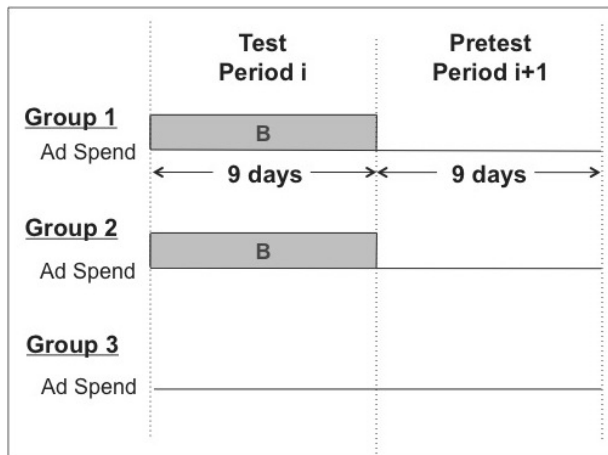 Test
Period i
Pretest
Period i+1
Group 1
B
Ad Spend
9 days
9 days
Group 2
B
Ad Spend
Group 3
Ad Spend